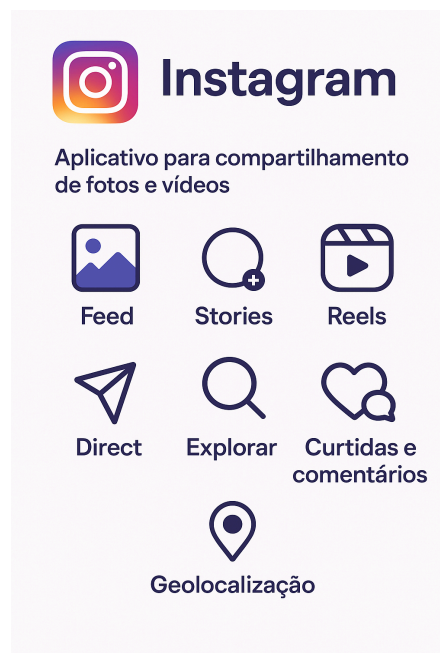 Instagram
Aplicativo para compartilhamento
de fotos e vídeos
Feed
Stories
Reels
Direct
Explorar
Curtidas e
comentários
Geolocalização